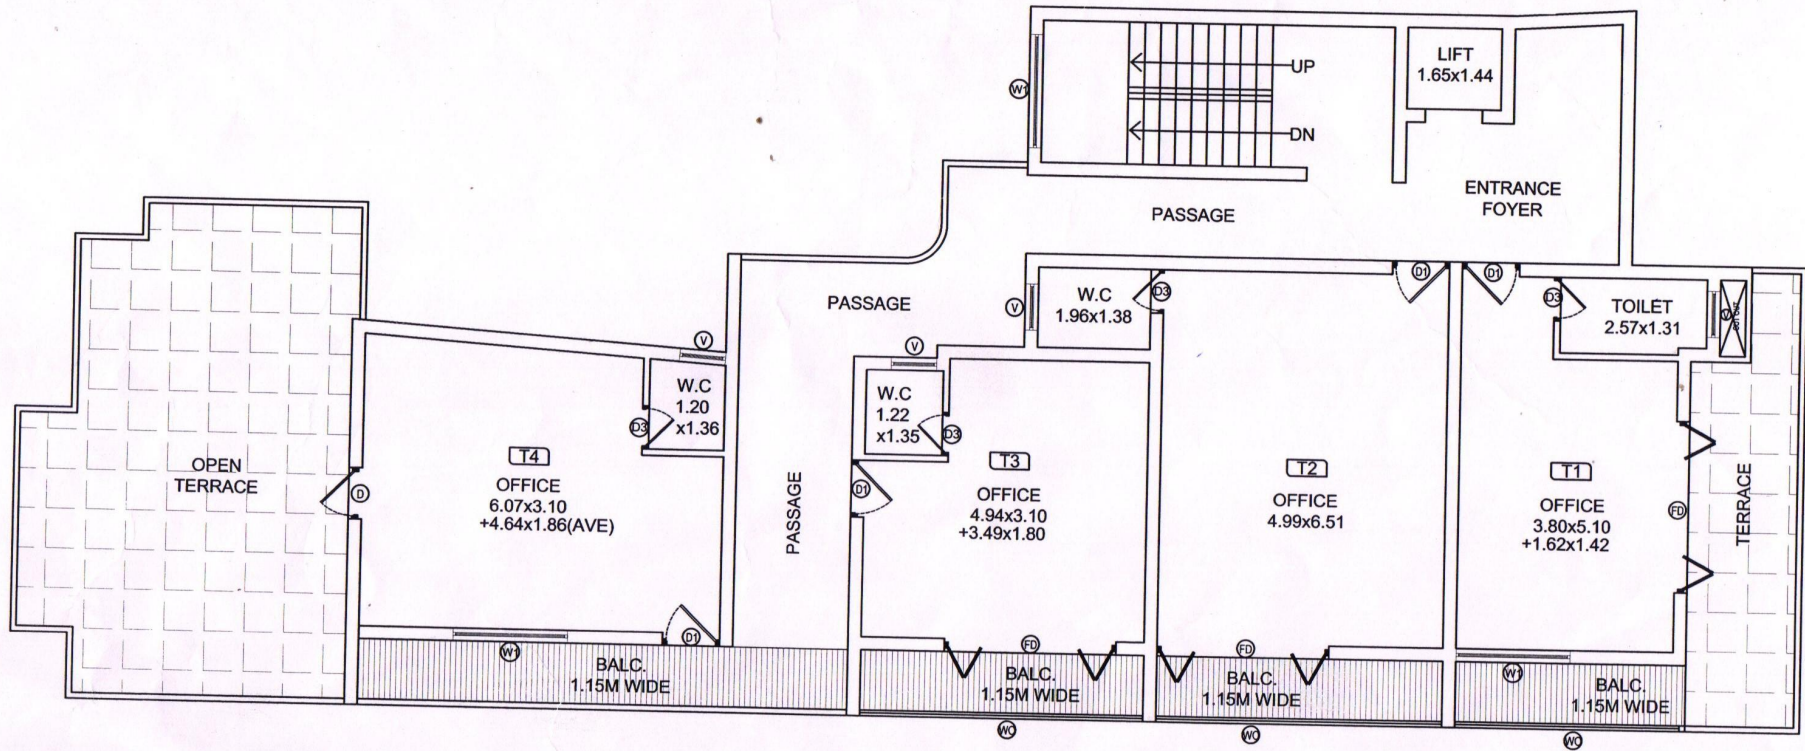 LIFT
1.65x1.44
UP
DN
W1
ENTRANCE
FOYER
PASSAGE
PASSAGE
V
W.C
1.96x1.38
D3
D1
D1
D3
TOILET
2.57x1.31
V
V
W.C
1.20
x1.36
D3
V
W.C
1.22
x1.35
D3
OPEN
TERRACE
D
T4
OFFICE
6.07x3.10
+4.64x1.86(AVE)
PASSAGE
D1
T3
OFFICE
4.94x3.10
+3.49x1.80
T2
OFFICE
4.99x6.51
T1
OFFICE
3.80x5.10
+1.62x1.42
FD
TERRACE
W1
D1
BALC.
1.15M WIDE
FD
BALC.
1.15M WIDE
FD
BALC.
1.15M WIDE
W1
BALC.
1.15M WIDE
WO
WO
WO